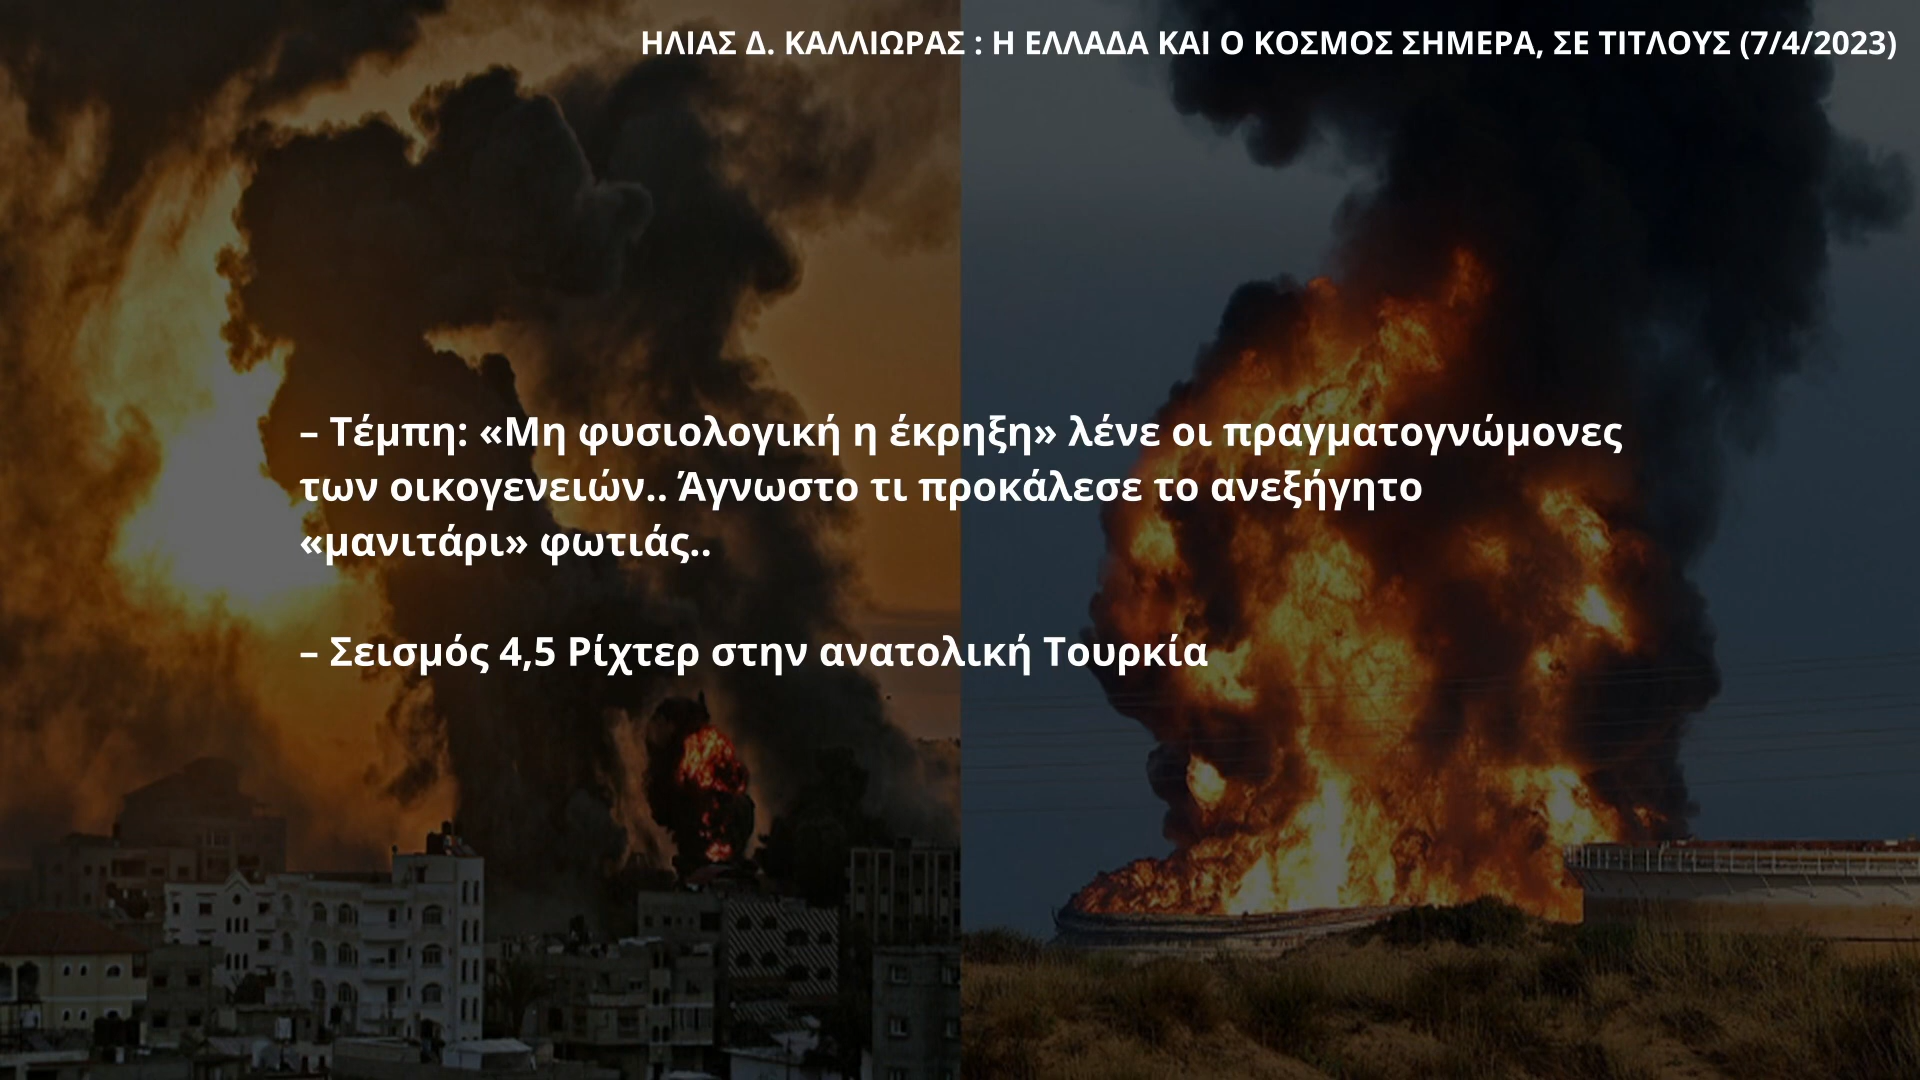 ΗΛΙΑΣ Δ. ΚΑΛΛΙΩΡΑΣ : Η ΕΛΛΑΔΑ ΚΑΙ Ο ΚΟΣΜΟΣ ΣΗΜΕΡΑ, ΣΕ ΤΙΤΛΟΥΣ (7/4/2023)
– Τέμπη: «Μη φυσιολογική η έκρηξη» λένε οι πραγματογνώμονες
των οικογενειών.. Άγνωστο τι προκάλεσε το ανεξήγητο
«μανιτάρι» φωτιάς..
– Σεισμός 4,5 Ρίχτερ στην ανατολική Τουρκία